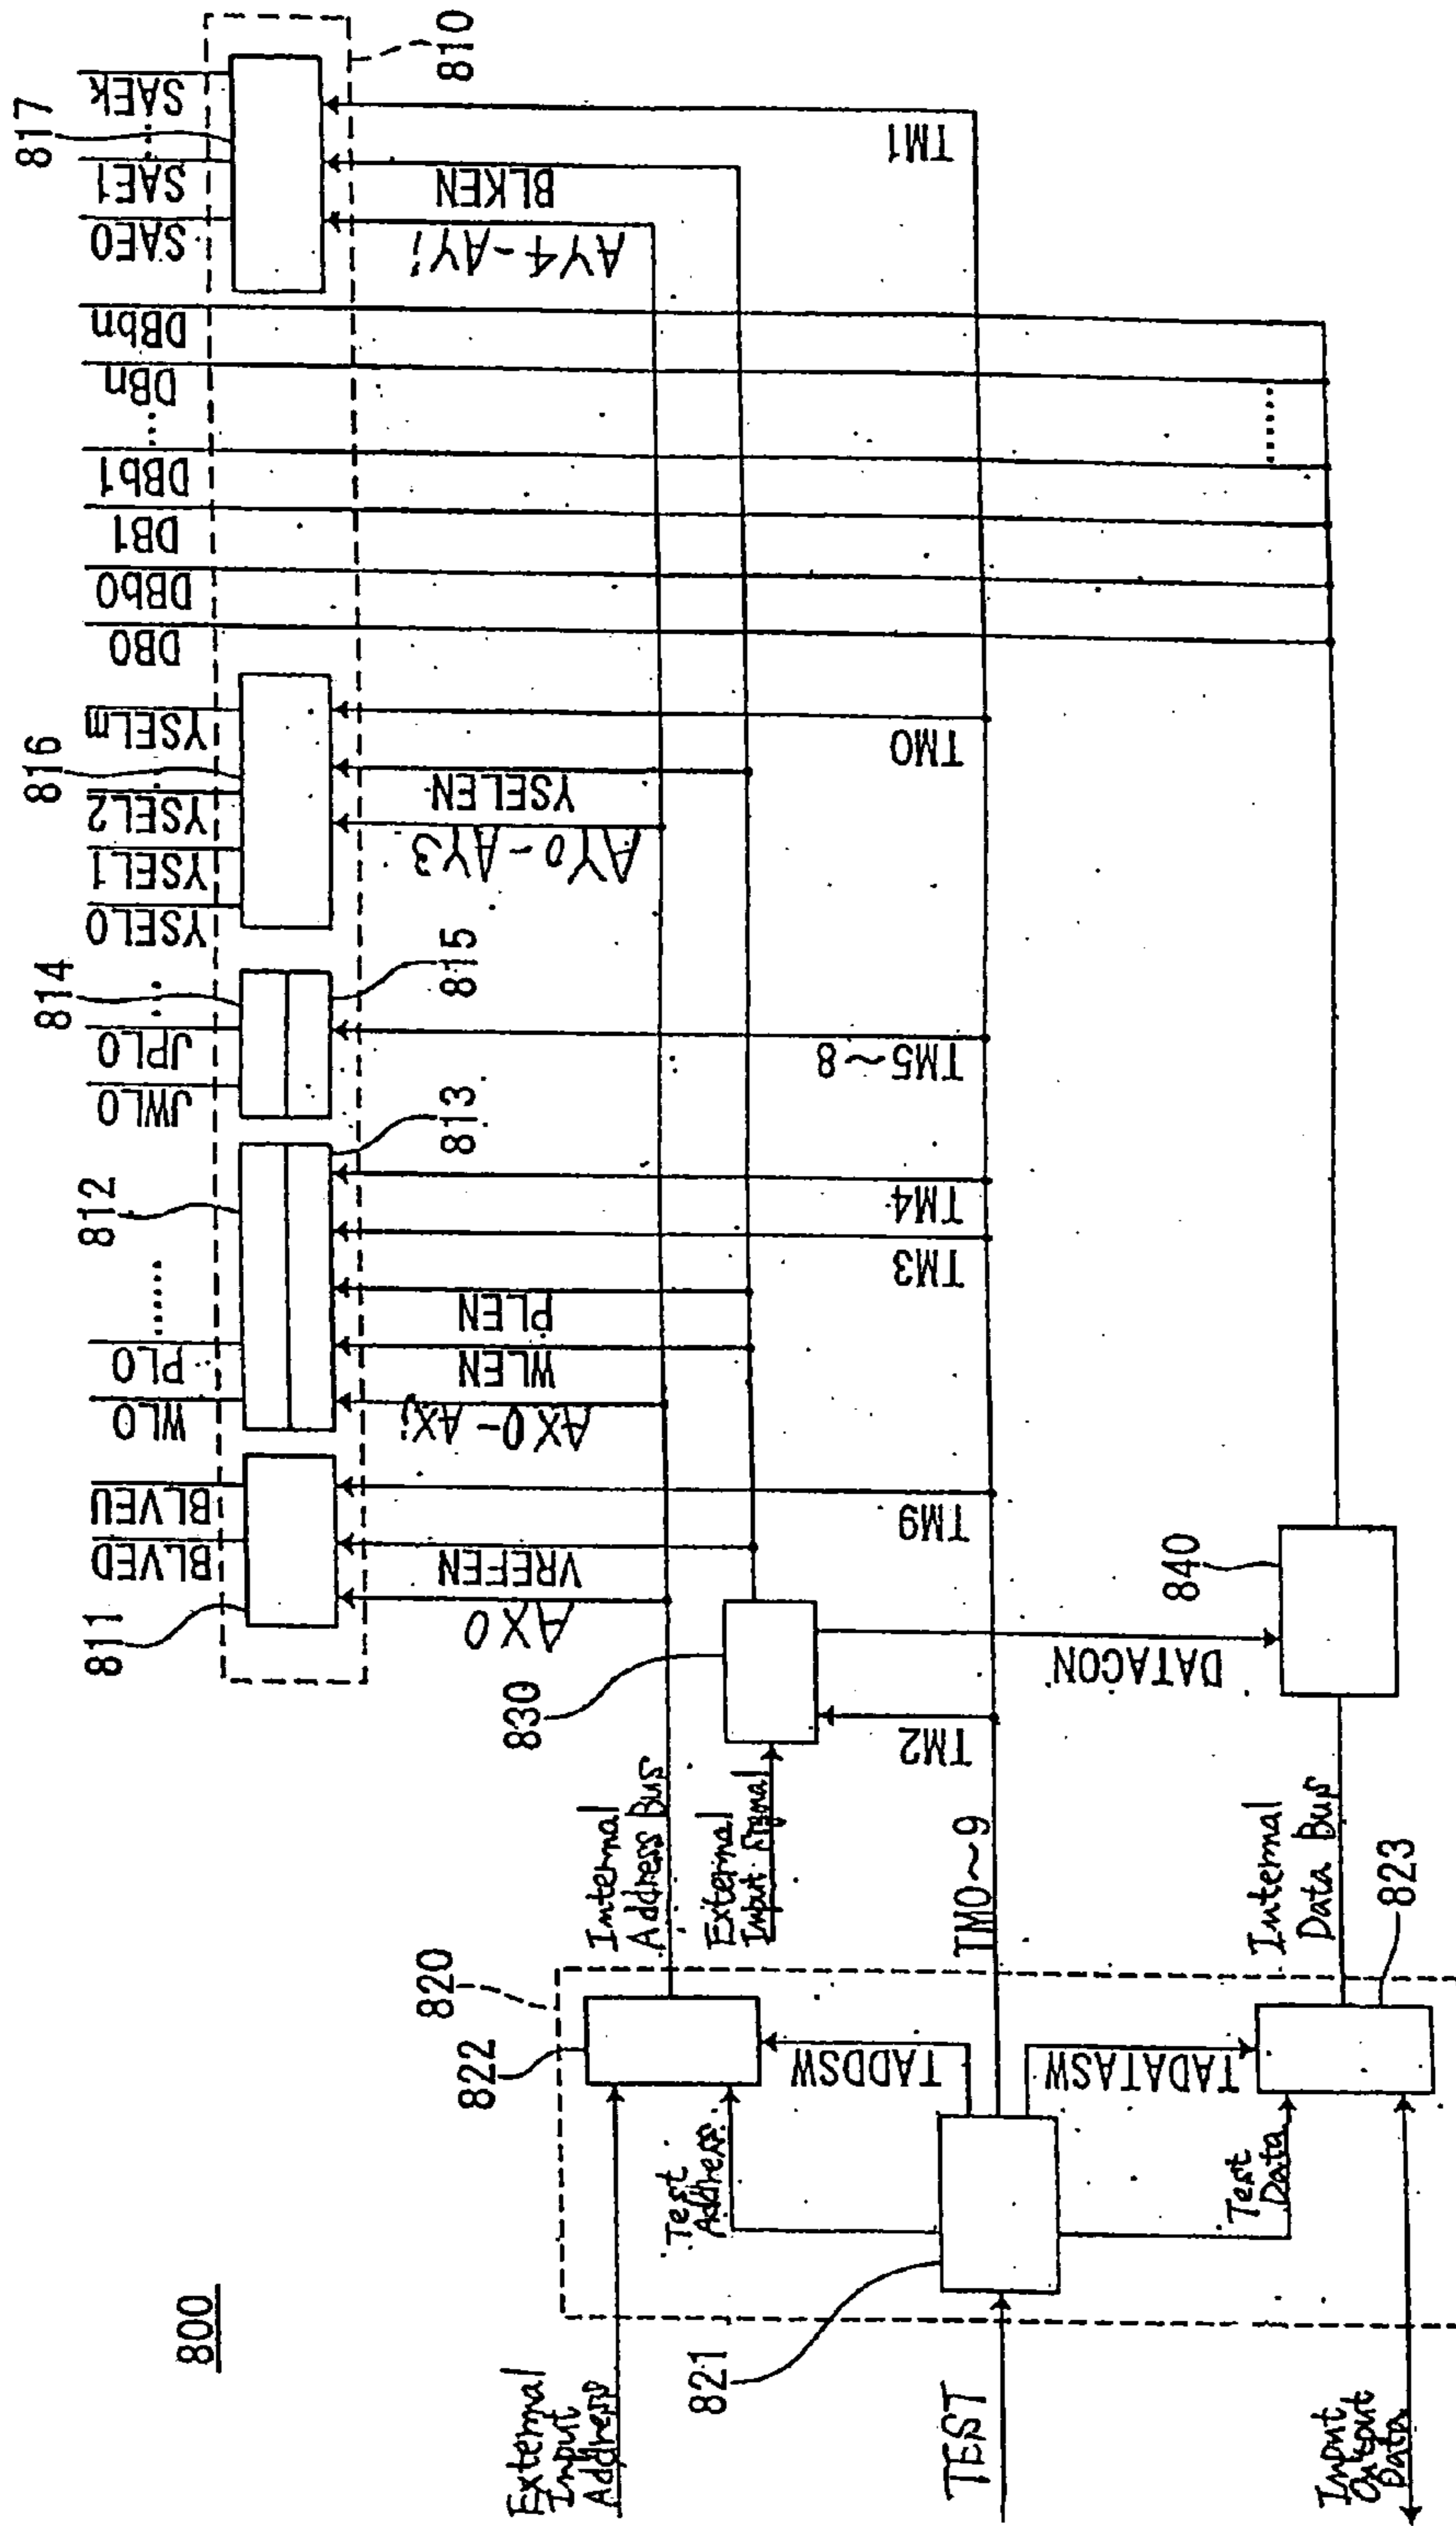 800
External
Input
Address
TEST
Input
Output
Data
821
822
820
Test
Address
TADDSW
TADATASW
Test
Data
823
Internal
Address Bus
External
Input Signal
TM0~9
Internal
Data Bus
830
TM2
DATACON
840
811
BLVED
BLVEU
AX0
VREFEN
TM9
812
WL0
PL0
......
AX0-AXj
WLEN
PLEN
TM3
TM4
813
814
JWL0
JPL0
...
815
TM5~8
816
YSEL0
YSEL1
YSEL2
...
YSELm
AY0-AY3
YSELEN
TM0
DB0
DBb0
DB1
DBb1
...
DBn
DBbn
......
817
SAE0
SAE1
...
SAEk
AY4-AYi
BLKEN
TM1
810